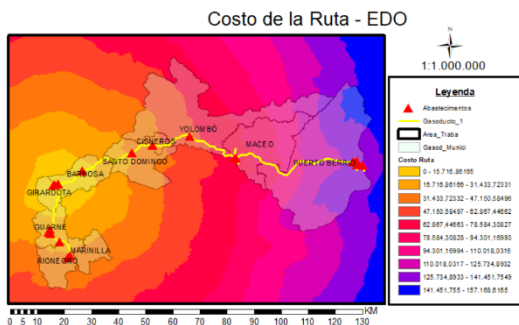 Costo de la Ruta - EDO
N
1:1.000.000
Leyenda
Abastecimentos
Gasoducto_1
Area_Traba
Gasod_Munici
Costo Ruta
0 - 15.716,86165
15.716,86166 - 31.433,72331
31.433,72332 - 47.150,58496
47.150,58497 - 62.867,44662
62.867,44663 - 78.584,30827
78.584,30828 - 94.301,16993
94.301,16994 - 110.018,0316
110.018,0317 - 125.734,8932
125.734,8933 - 141.451,7549
141.451,755 - 157.168,6165
YOLOMBÓ
CISNEROS
MACEO
SANTO DOMINGO
PUERTO BERRÍO
BARBOSA
GIRARDOTA
GUARNE
MARINILLA
RIONEGRO
KM
0 5 10 20 30 40 50 60 70 80 90 100 110 120 130